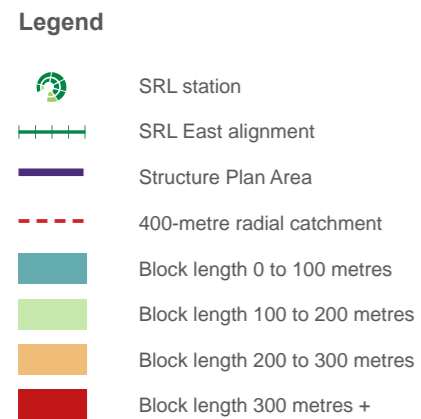 Legend
SRL station
SRL East alignment
Structure Plan Area
400-metre radial catchment
Block length 0 to 100 metres
Block length 100 to 200 metres
Block length 200 to 300 metres
Block length 300 metres +